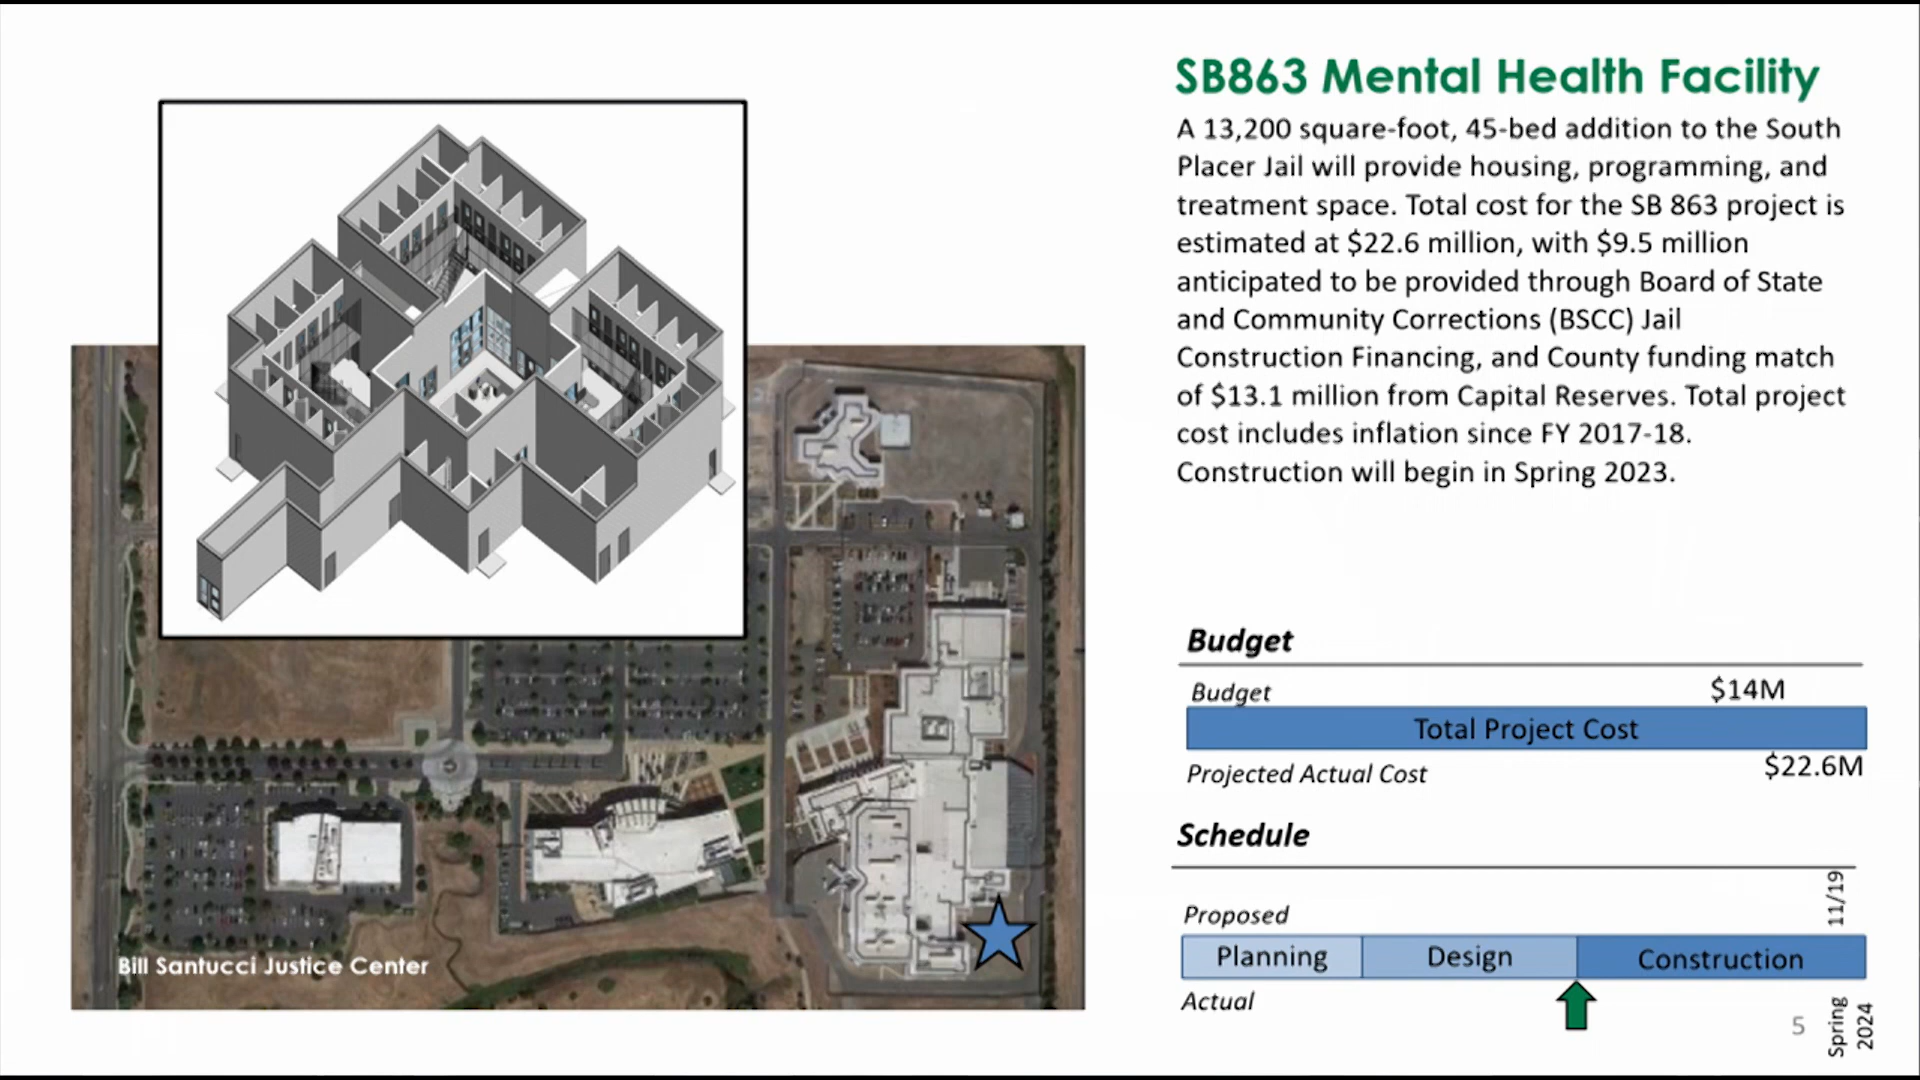 SB863 Mental Health Facility
A 13,200 square-foot, 45-bed addition to the South
Placer Jail will provide housing, programming, and
treatment space. Total cost for the SB 863 project is
estimated at $22.6 million, with $9.5 million
anticipated to be provided through Board of State
and Community Corrections (BSCC) Jail
Construction Financing, and County funding match
of $13.1 million from Capital Reserves. Total project
cost includes inflation since FY 2017-18.
Construction will begin in Spring 2023.
Budget
Budget $14M
Total Project Cost
Projected Actual Cost $22.6M
Schedule
Proposed 11/19
Planning Design Construction
Actual
Spring
2024
5
Bill Santucci Justice Center